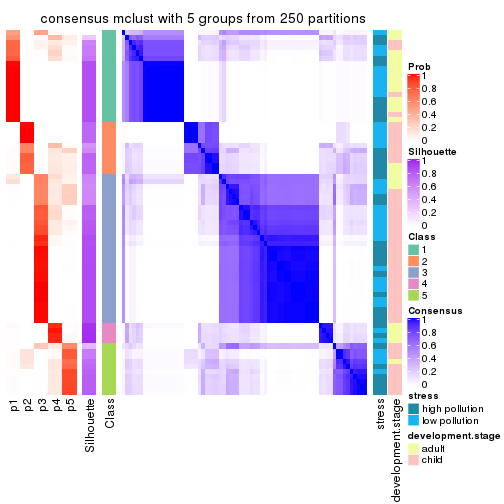 consensus mclust with 5 groups from 250 partitions
Prob
1
0.8
0.6
0.4
0.2
0
Silhouette
1
0.8
0.6
0.4
0.2
0
Class
1
2
3
4
5
Consensus
1
0.8
0.6
0.4
0.2
0
stress
high pollution
low pollution
development.stage
adult
child
p1
p2
p3
p4
p5
Silhouette
Class
stress
development.stage